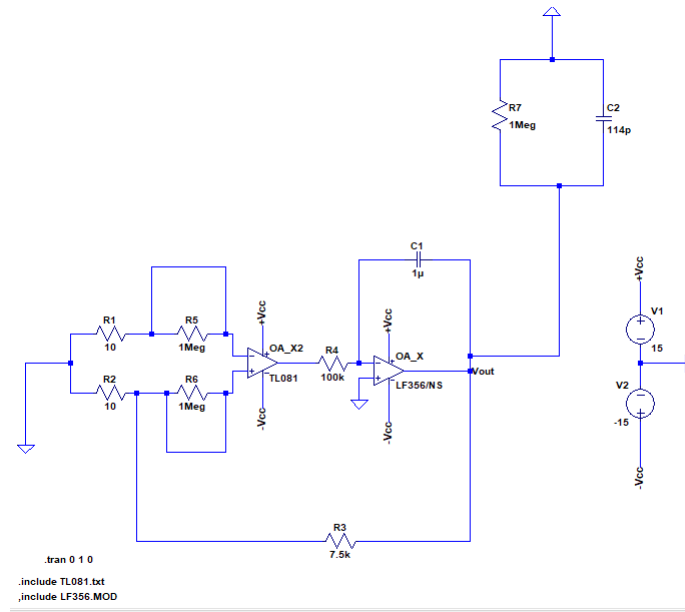 R7
1Meg
C2
114p
C1
1µ
+Vcc
V1
15
V2
-15
-Vcc
R1
10
R5
1Meg
+Vcc
OA_X2
TL081
-Vcc
R2
10
R6
1Meg
R4
100k
+Vcc
OA_X
LF356/NS
-Vcc
Vout
R3
7.5k
.tran 0 1 0
.include TL081.txt
,include LF356.MOD